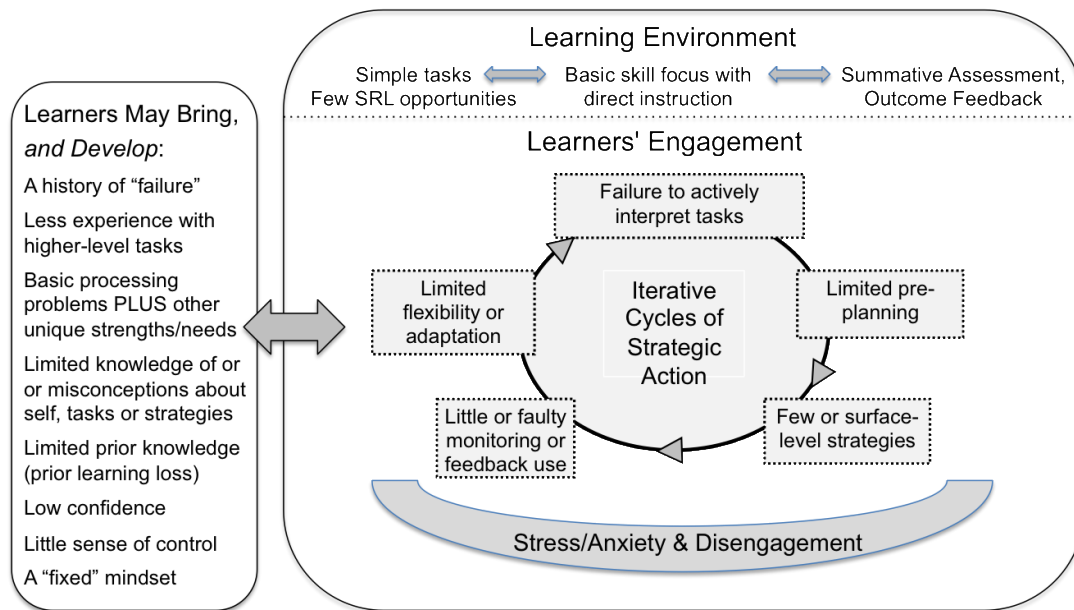 Learners May Bring,
and Develop:
A history of “failure”
Less experience with
higher-level tasks
Basic processing
problems PLUS other
unique strengths/needs
Limited knowledge of or
or misconceptions about
self, tasks or strategies
Limited prior knowledge
(prior learning loss)
Low confidence
Little sense of control
A “fixed” mindset
Learning Environment
Simple tasks
Few SRL opportunities
Basic skill focus with
direct instruction
Summative Assessment,
Outcome Feedback
Learners' Engagement
Failure to actively
interpret tasks
Limited pre-
planning
Few or surface-
level strategies
Little or faulty
monitoring or
feedback use
Limited
flexibility or
adaptation
Iterative
Cycles of
Strategic
Action
Stress/Anxiety & Disengagement